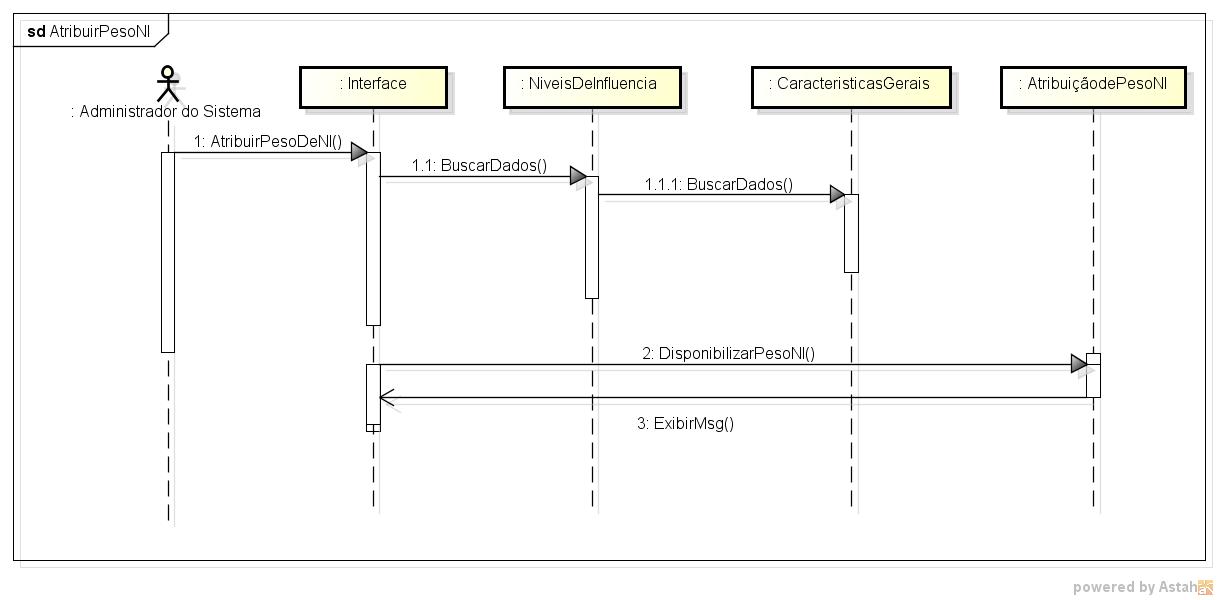 sd AtribuirPesoNI
: Administrador do Sistema
: Interface
: NiveisDeInfluencia
: CaracteristicasGerais
: AtribuiçãodePesoNI
1: AtribuirPesoDeNI()
1.1: BuscarDados()
1.1.1: BuscarDados()
2: DisponibilizarPesoNI()
3: ExibirMsg()
powered by Astah